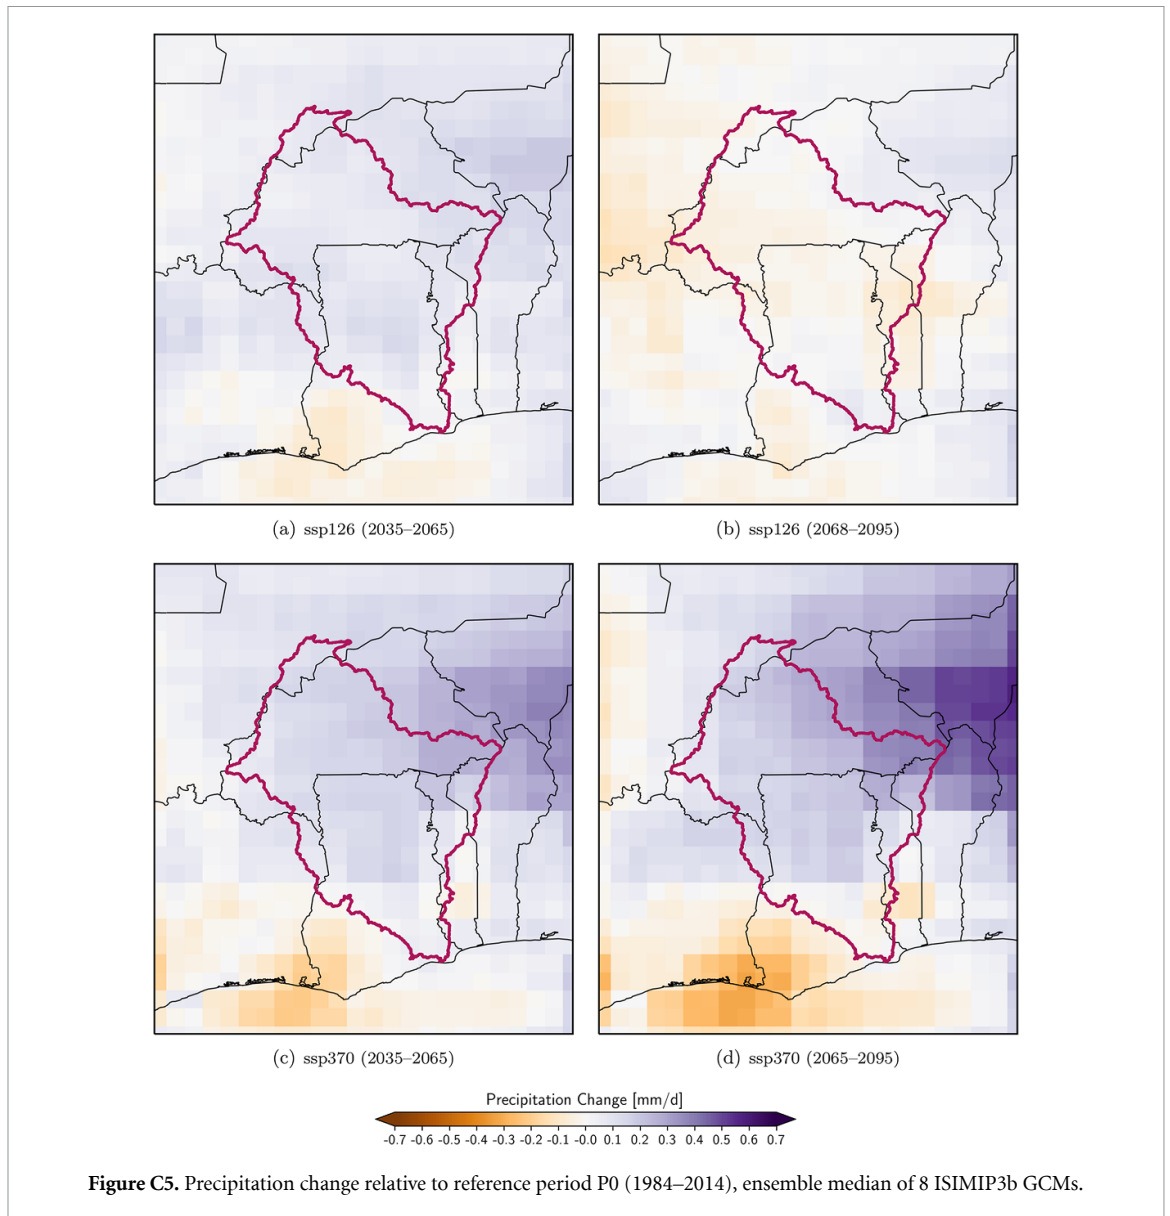 (a) ssp126 (2035–2065)
(b) ssp126 (2068–2095)
(c) ssp370 (2035–2065)
(d) ssp370 (2065–2095)
Precipitation Change [mm/d]
-0.7 -0.6 -0.5 -0.4 -0.3 -0.2 -0.1 -0.0 0.1 0.2 0.3 0.4 0.5 0.6 0.7
Figure C5. Precipitation change relative to reference period P0 (1984–2014), ensemble median of 8 ISIMIP3b GCMs.